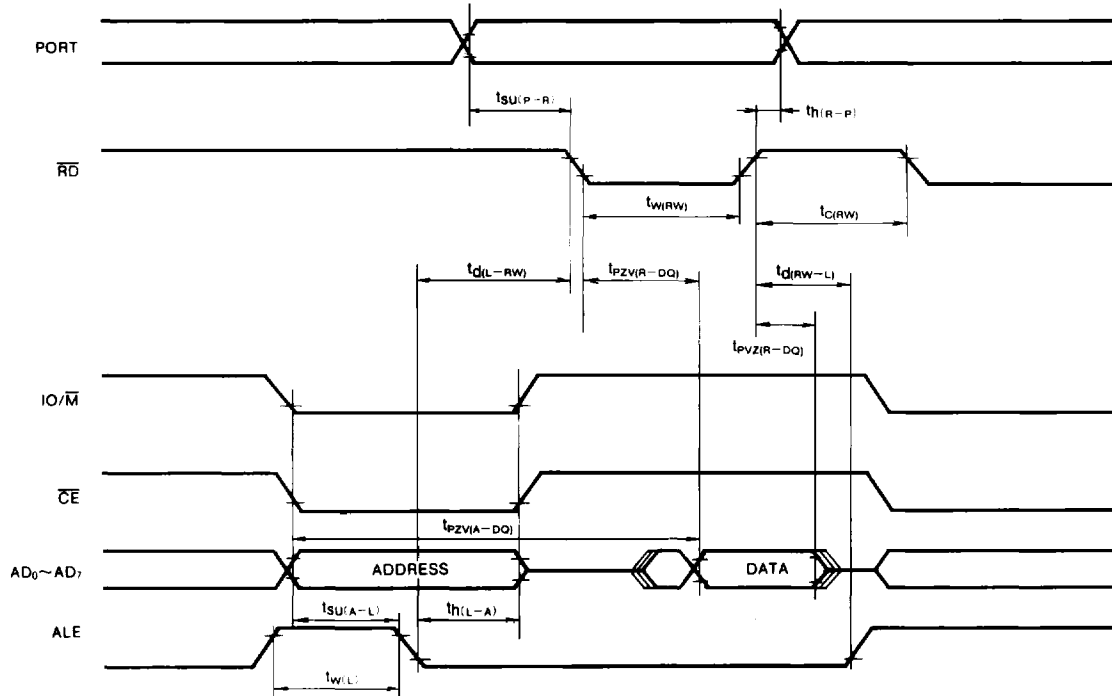 PORT
tsu(P−R)
th(R−P)
RD
tw(RW)
tC(RW)
td(L−RW)
tPZV(R−DQ)
td(RW−L)
tPVZ(R−DQ)
IO/M
CE
tPZV(A−DQ)
AD0~AD7
ADDRESS
DATA
tsu(A−L)
th(L−A)
ALE
tw(L)